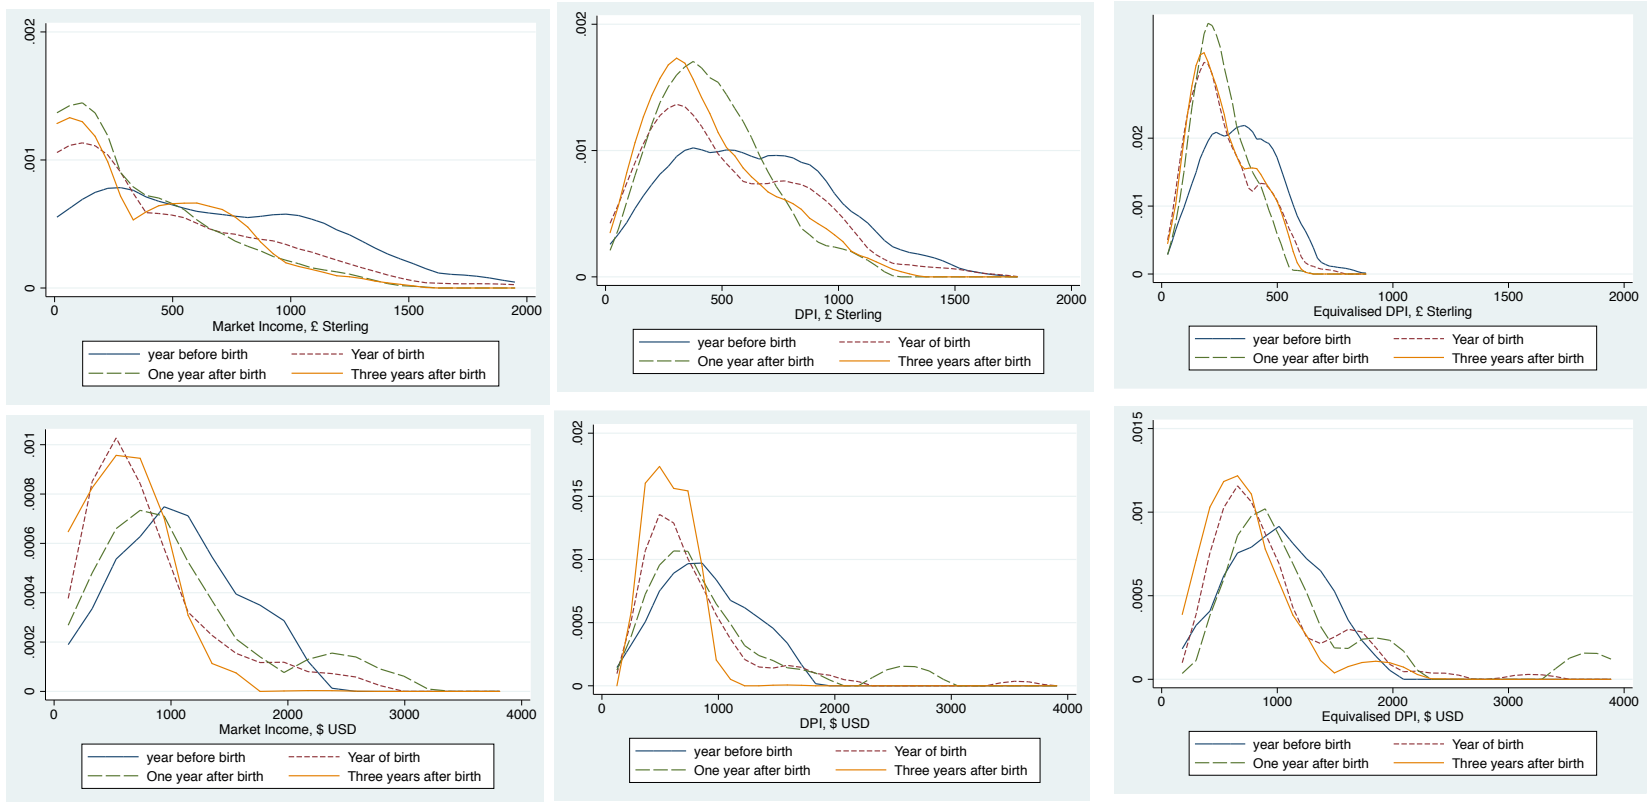 .002
.001
0
0 500 1000 1500 2000
Market Income, £ Sterling
year before birth Year of birth
One year after birth Three years after birth
.002
.001
0
0 500 1000 1500 2000
DPI, £ Sterling
year before birth Year of birth
One year after birth Three years after birth
.002
.001
0
0 500 1000 1500 2000
Equivalised DPI, £ Sterling
year before birth Year of birth
One year after birth Three years after birth
.001
.0008
.0006
.0004
.0002
0
0 1000 2000 3000 4000
Market Income, $ USD
year before birth Year of birth
One year after birth Three years after birth
.002
.0015
.001
.0005
0
0 1000 2000 3000 4000
DPI, $ USD
year before birth Year of birth
One year after birth Three years after birth
.0015
.001
.0005
0
0 1000 2000 3000 4000
Equivalised DPI, $ USD
year before birth Year of birth
One year after birth Three years after birth